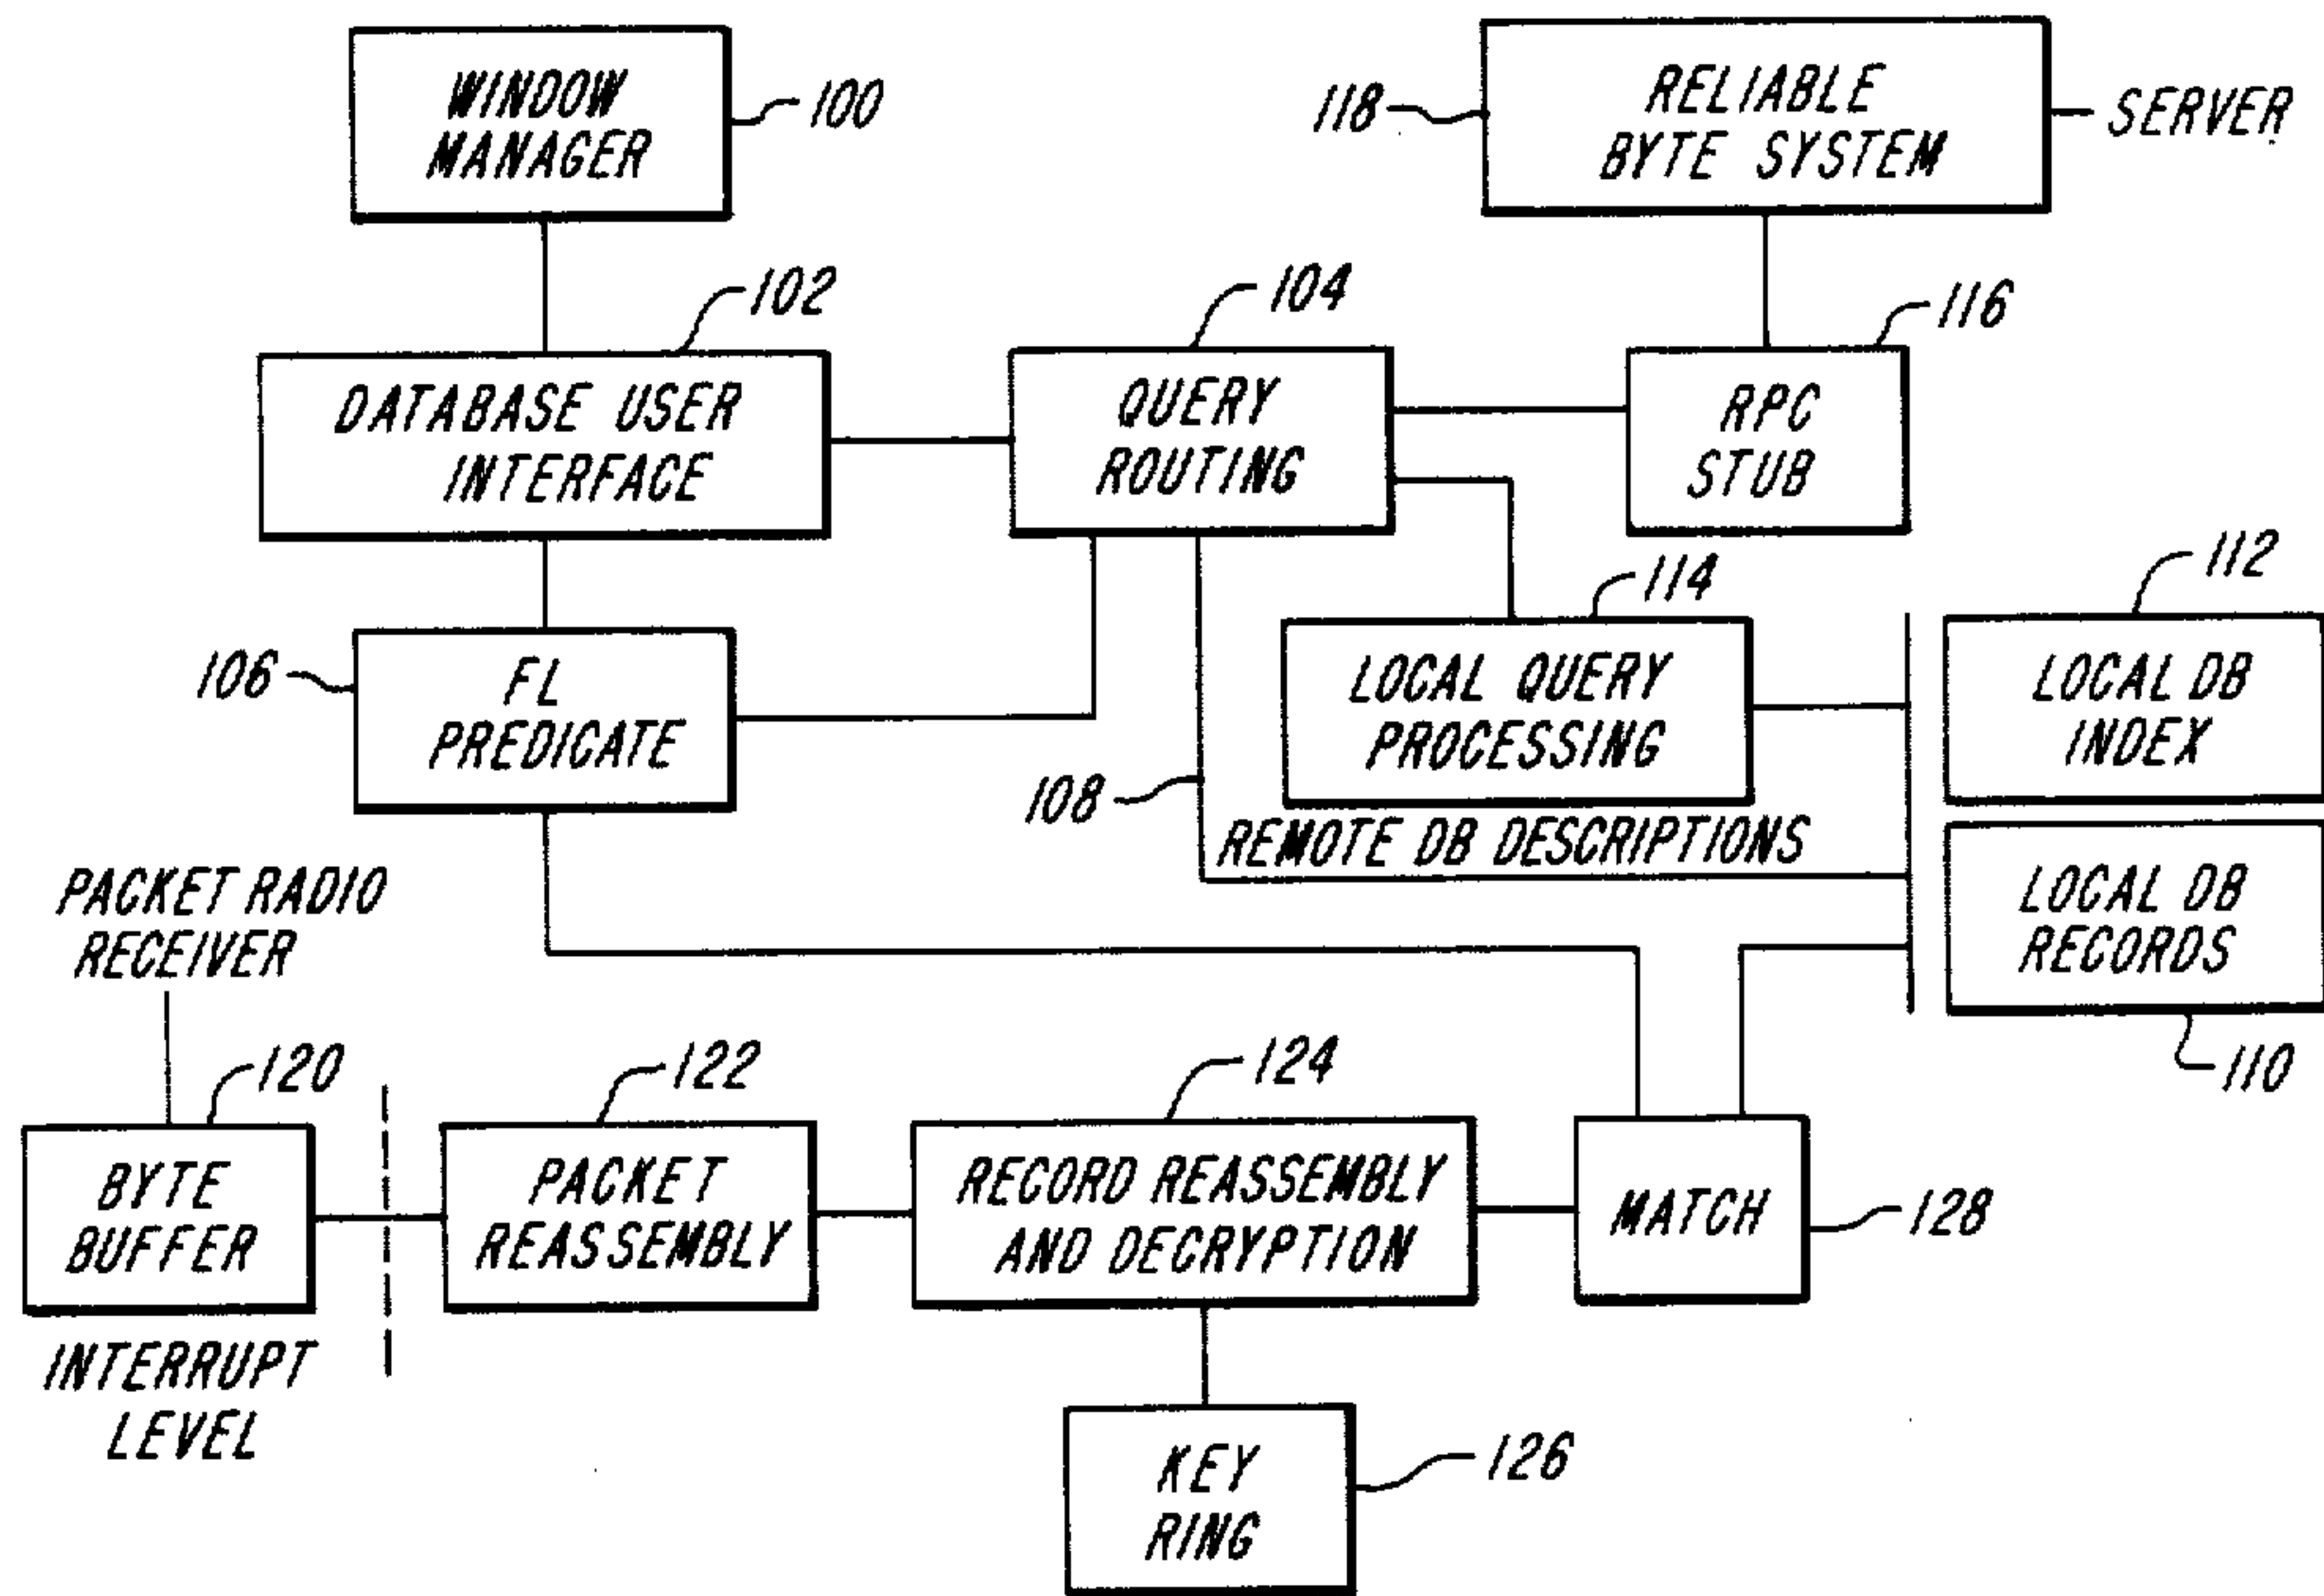 WINDOW
MANAGER
100
118
RELIABLE
BYTE SYSTEM
SERVER
102
104
116
DATABASE USER
INTERFACE
QUERY
ROUTING
RPC
STUB
106
FL
PREDICATE
114
112
LOCAL QUERY
PROCESSING
LOCAL DB
INDEX
108
REMOTE DB DESCRIPTIONS
LOCAL DB
RECORDS
110
PACKET RADIO
RECEIVER
120
122
124
BYTE
BUFFER
PACKET
REASSEMBLY
RECORD REASSEMBLY
AND DECRYPTION
MATCH
128
INTERRUPT
LEVEL
KEY
RING
126